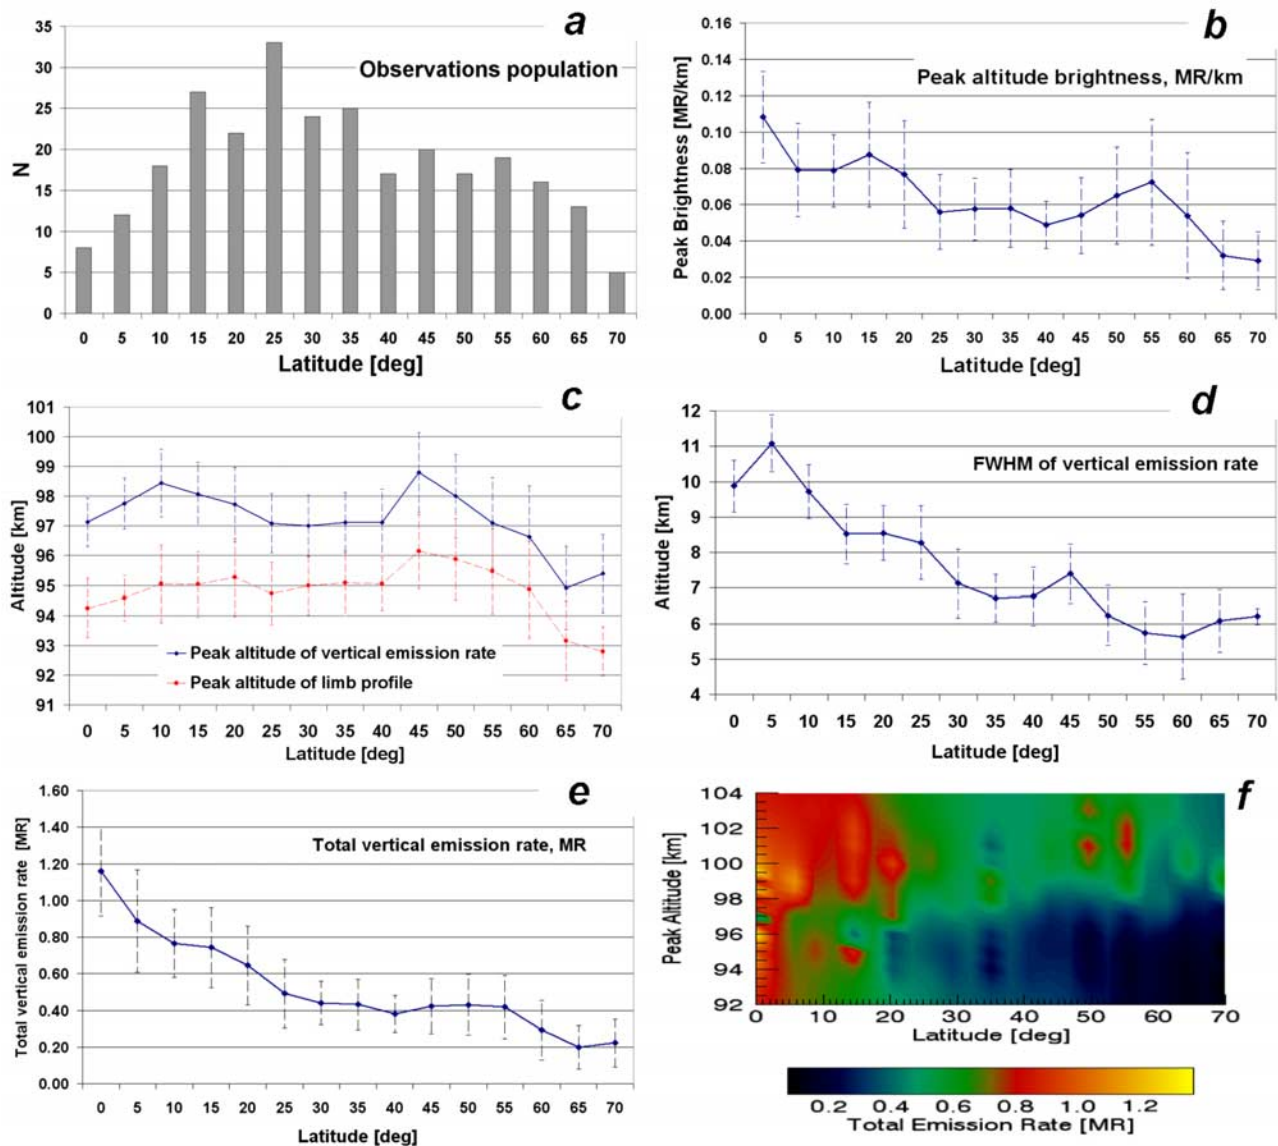 a
Observations population
N
35
30
25
20
15
10
5
0
0 5 10 15 20 25 30 35 40 45 50 55 60 65 70
Latitude [deg]
b
Peak altitude brightness, MR/km
Peak Brightness [MR/km]
0.16
0.14
0.12
0.10
0.08
0.06
0.04
0.02
0.00
0 5 10 15 20 25 30 35 40 45 50 55 60 65 70
Latitude [deg]
c
Altitude [km]
101
100
99
98
97
96
95
94
93
92
91
Peak altitude of vertical emission rate
Peak altitude of limb profile
0 5 10 15 20 25 30 35 40 45 50 55 60 65 70
Latitude [deg]
d
FWHM of vertical emission rate
Altitude [km]
12
11
10
9
8
7
6
5
4
0 5 10 15 20 25 30 35 40 45 50 55 60 65 70
Latitude [deg]
e
Total vertical emission rate, MR
Total vertical emission rate [MR]
1.60
1.40
1.20
1.00
0.80
0.60
0.40
0.20
0.00
0 5 10 15 20 25 30 35 40 45 50 55 60 65 70
Latitude [deg]
f
Peak Altitude [km]
104
102
100
98
96
94
92
0 10 20 30 40 50 60 70
Latitude [deg]
0.2 0.4 0.6 0.8 1.0 1.2
Total Emission Rate [MR]